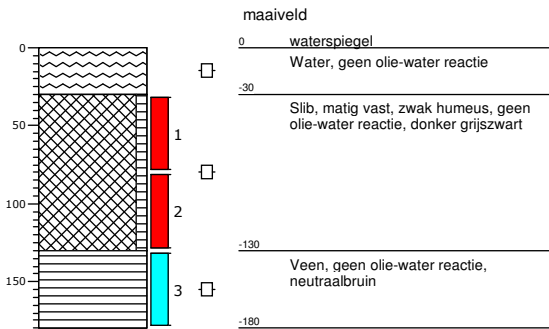 maaiveld
0
0
waterspiegel
Water, geen olie-water reactie
-30
Slib, matig vast, zwak humeus, geen
olie-water reactie, donker grijszwart
50
1
100
2
-130
Veen, geen olie-water reactie,
neutraalbruin
150
3
-180